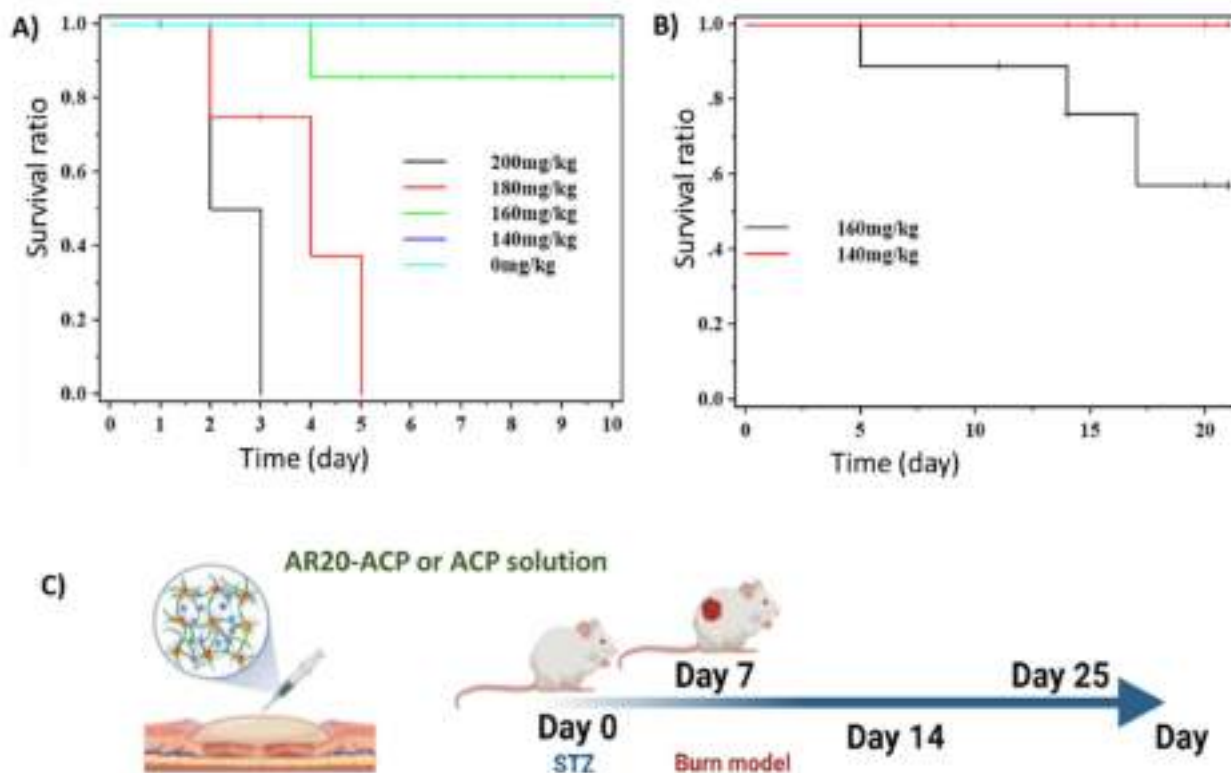 A)
1.0
0.8
0.6
0.4
0.2
0.0
Survival ratio
200mg/kg
180mg/kg
160mg/kg
140mg/kg
0mg/kg
0 1 2 3 4 5 6 7 8 9 10
Time (day)
B)
1.0
.8
.6
.4
0.2
0.0
Survival ratio
160mg/kg
140mg/kg
0 5 10 15 20
Time (day)
C)
AR20-ACP or ACP solution
Day 7
Day 25
Day 0
Day 14
Day
STZ
Burn model